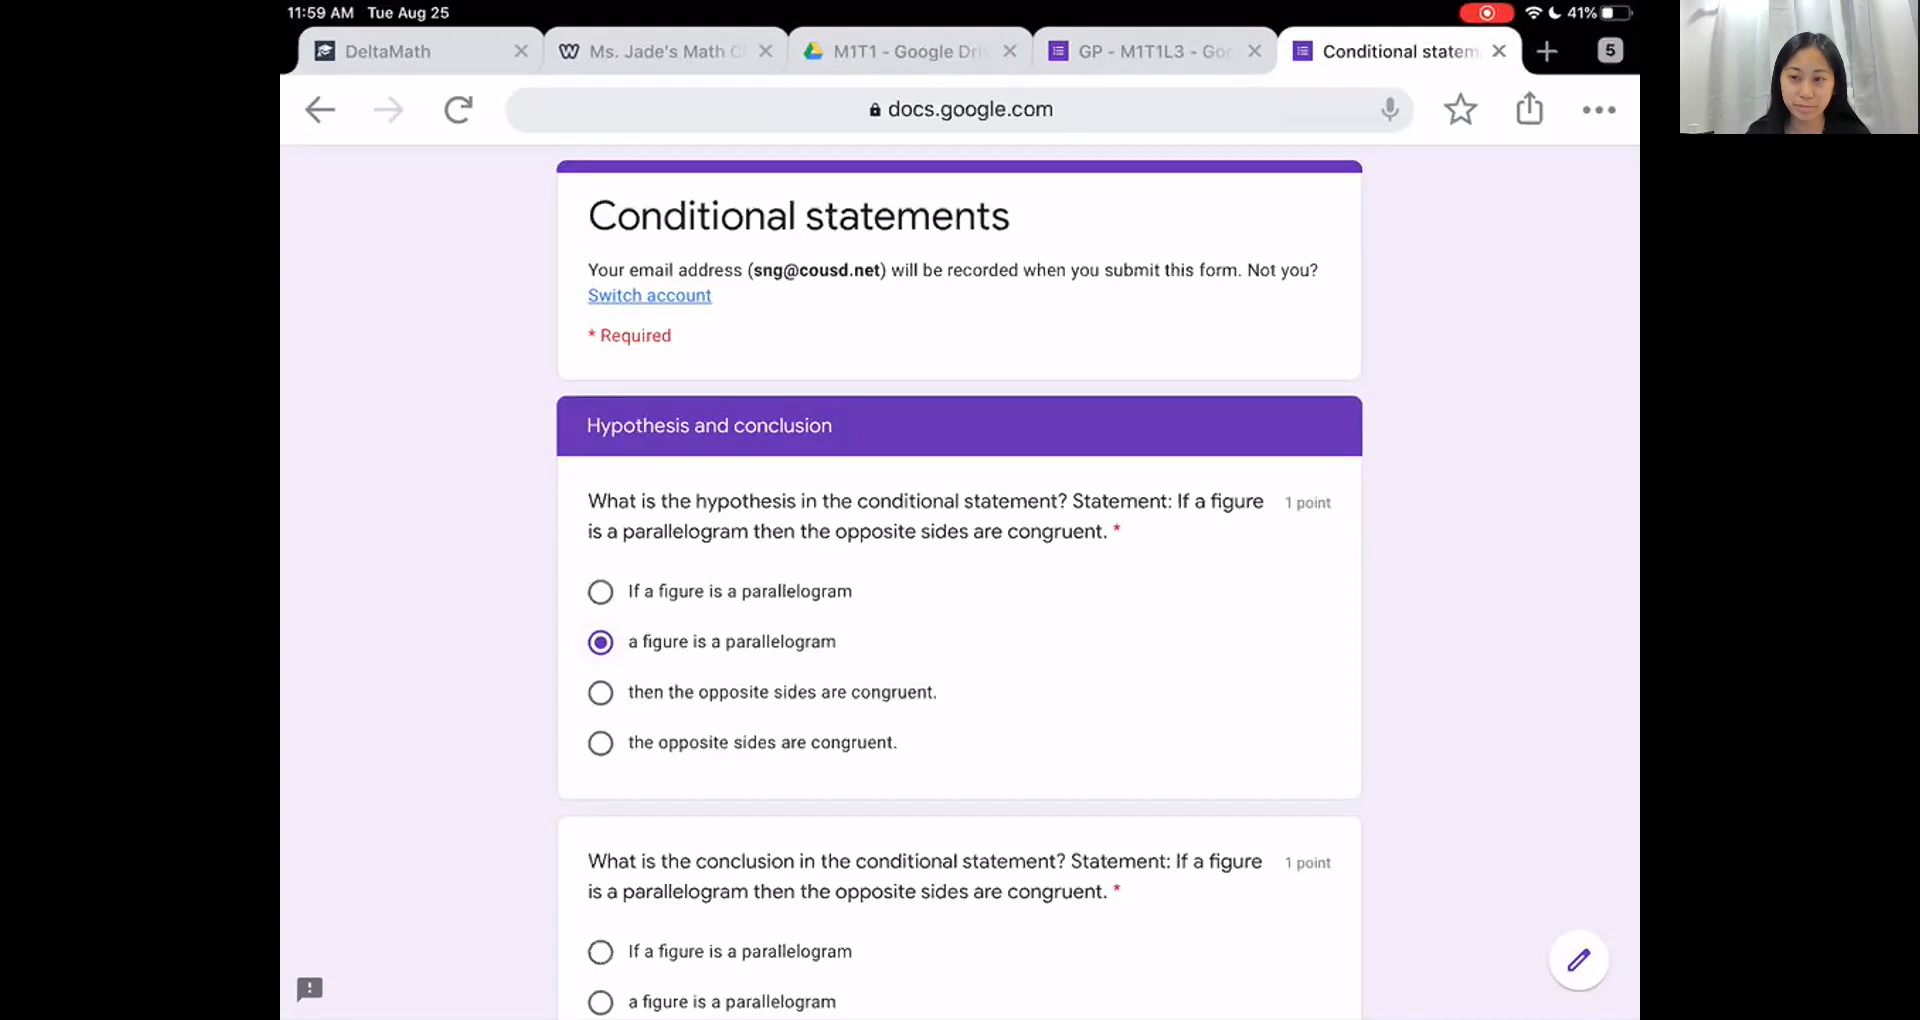 11:59 AM Tue Aug 25
41%
DeltaMath
Ms. Jade's Math C
M1T1 - Google Dri
GP - M1T1L3 - Goo
Conditional statem
5
docs.google.com
Conditional statements
Your email address (sng@cousd.net) will be recorded when you submit this form. Not you?
Switch account
* Required
Hypothesis and conclusion
What is the hypothesis in the conditional statement? Statement: If a figure
1 point
is a parallelogram then the opposite sides are congruent. *
If a figure is a parallelogram
a figure is a parallelogram
then the opposite sides are congruent.
the opposite sides are congruent.
What is the conclusion in the conditional statement? Statement: If a figure
1 point
is a parallelogram then the opposite sides are congruent. *
If a figure is a parallelogram
a figure is a parallelogram